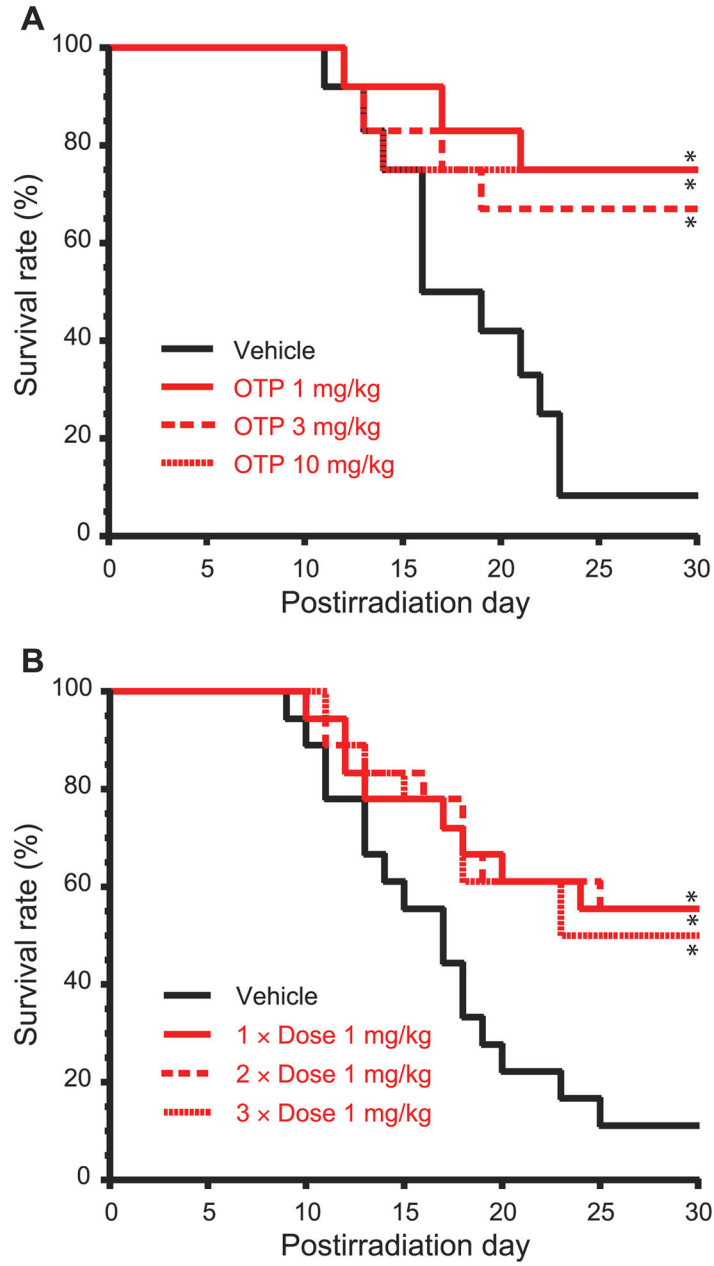 A
100
80
60
40
20
0
Survival rate (%)
Vehicle
OTP 1 mg/kg
OTP 3 mg/kg
OTP 10 mg/kg
*
*
*
0 5 10 15 20 25 30
Postirradiation day
B
100
80
60
40
20
0
Survival rate (%)
Vehicle
1 × Dose 1 mg/kg
2 × Dose 1 mg/kg
3 × Dose 1 mg/kg
*
*
*
0 5 10 15 20 25 30
Postirradiation day